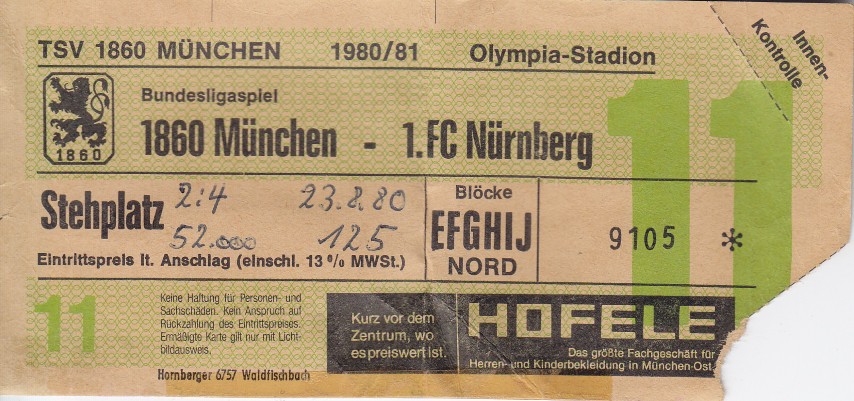 TSV 1860 MÜNCHEN 1980/81 Olympia-Stadion
Innen-
Kontrolle
1860
Bundesligaspiel
1860 München - 1.FC Nürnberg
11
Stehplatz 2:4 23.8.80
52.000 125
Eintrittspreis lt. Anschlag (einschl. 13% MWSt.)
Blöcke
EFGHIJ
NORD
9105 *
11
Keine Haftung für Personen- und
Sachschäden. Kein Anspruch auf
Rückzahlung des Eintrittspreises.
Ermäßigte Karte gilt nur mit Licht-
bildausweis.
Kurz vor dem
Zentrum, wo
es preiswert ist.
HÖFELE
Das größte Fachgeschäft für
Herren- und Kinderbekleidung in München-Ost.
Hornberger 6757 Waldfischbach